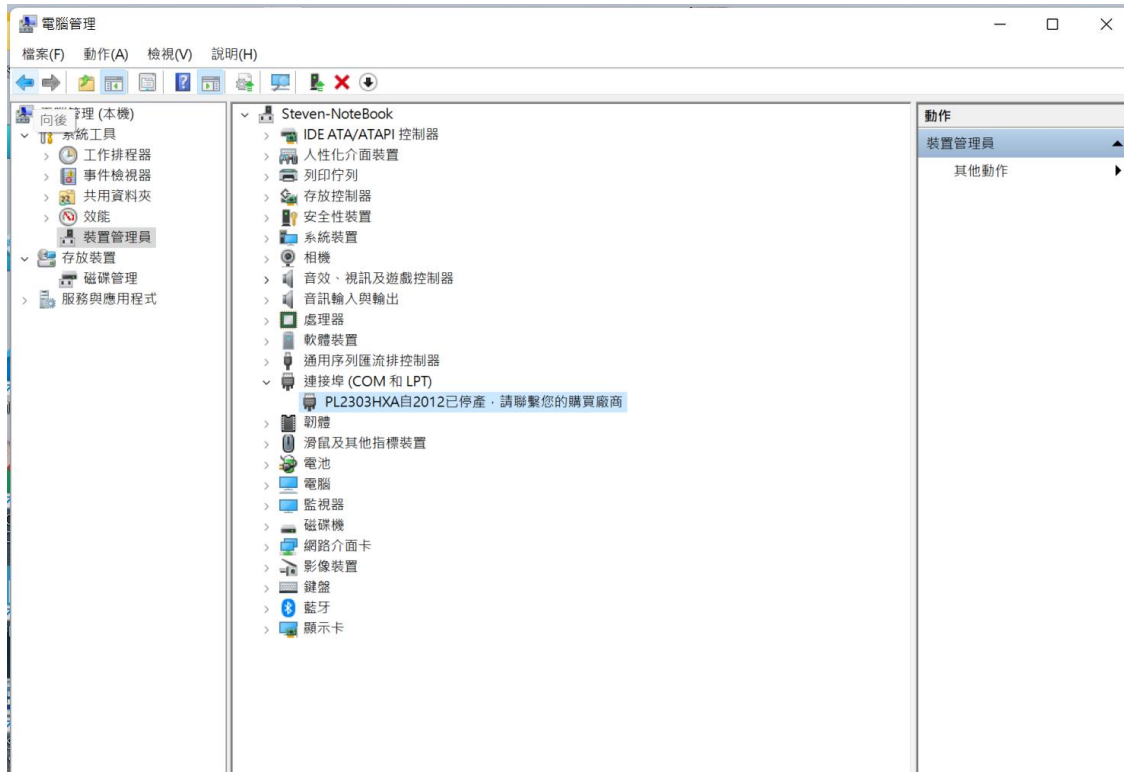 電腦管理
檔案(F) 動作(A) 檢視(V) 說明(H)
管理 (本機)
向後
系統工具
工作排程器
事件檢視器
共用資料夾
效能
裝置管理員
存放裝置
磁碟管理
服務與應用程式
Steven-NoteBook
IDE ATA/ATAPI 控制器
人性化介面裝置
列印佇列
存放控制器
安全性裝置
系統裝置
相機
音效、視訊及遊戲控制器
音訊輸入與輸出
處理器
軟體裝置
通用序列匯流排控制器
連接埠 (COM 和 LPT)
PL2303HXA自2012已停產，請聯繫您的購買廠商
韌體
滑鼠及其他指標裝置
電池
電腦
監視器
磁碟機
網路介面卡
影像裝置
鍵盤
藍牙
顯示卡
動作
裝置管理員
其他動作